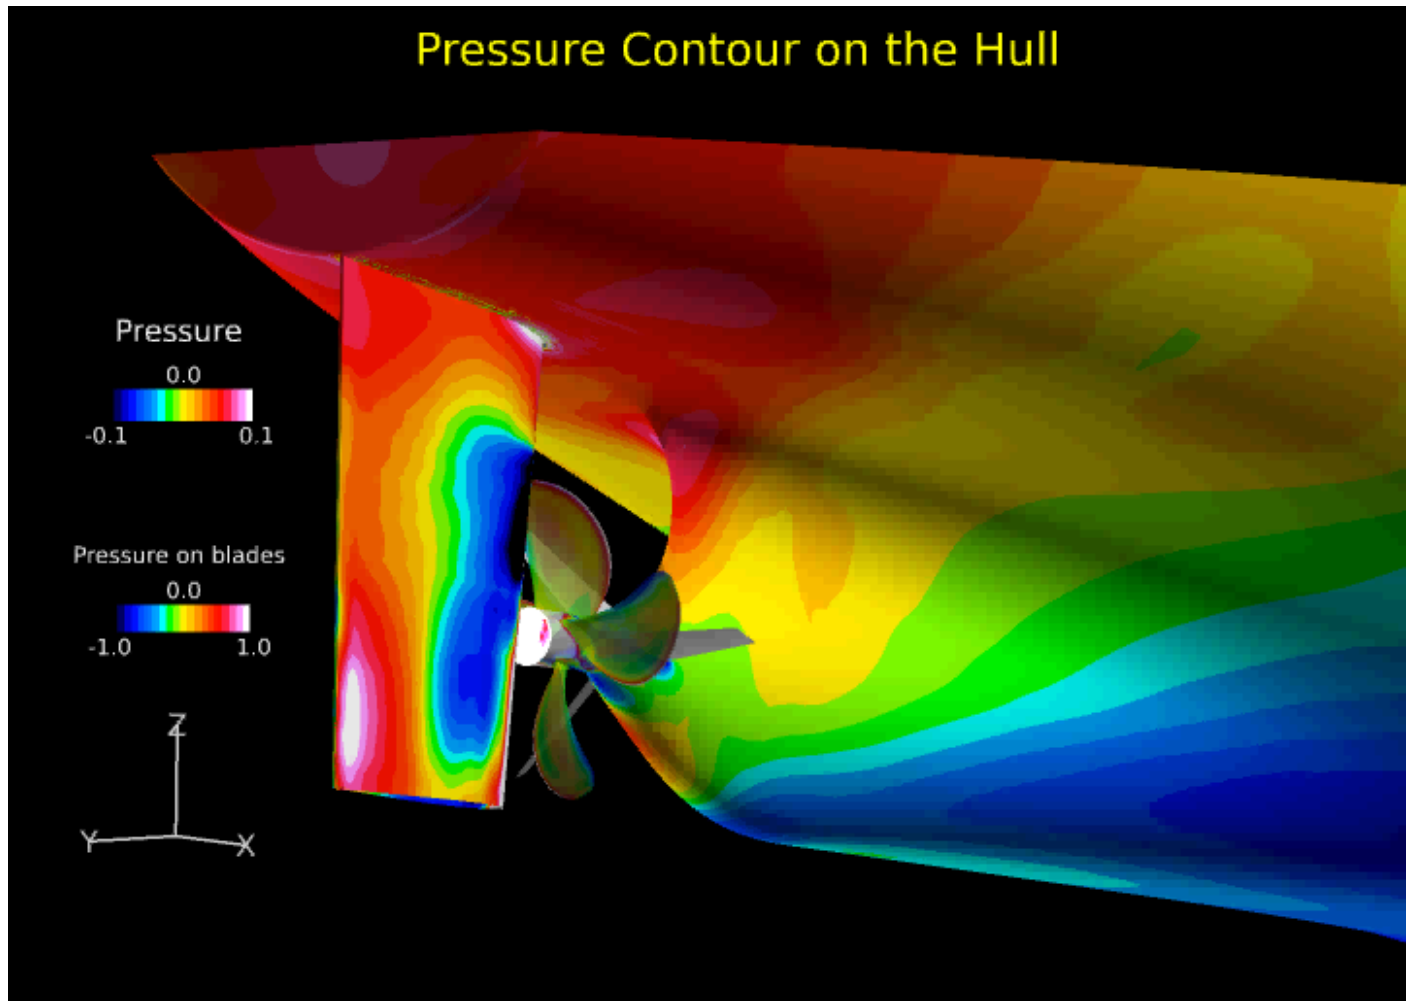 Pressure Contour on the Hull
Pressure
0.0
-0.1 0.1
Pressure on blades
0.0
-1.0 1.0
Z
Y X